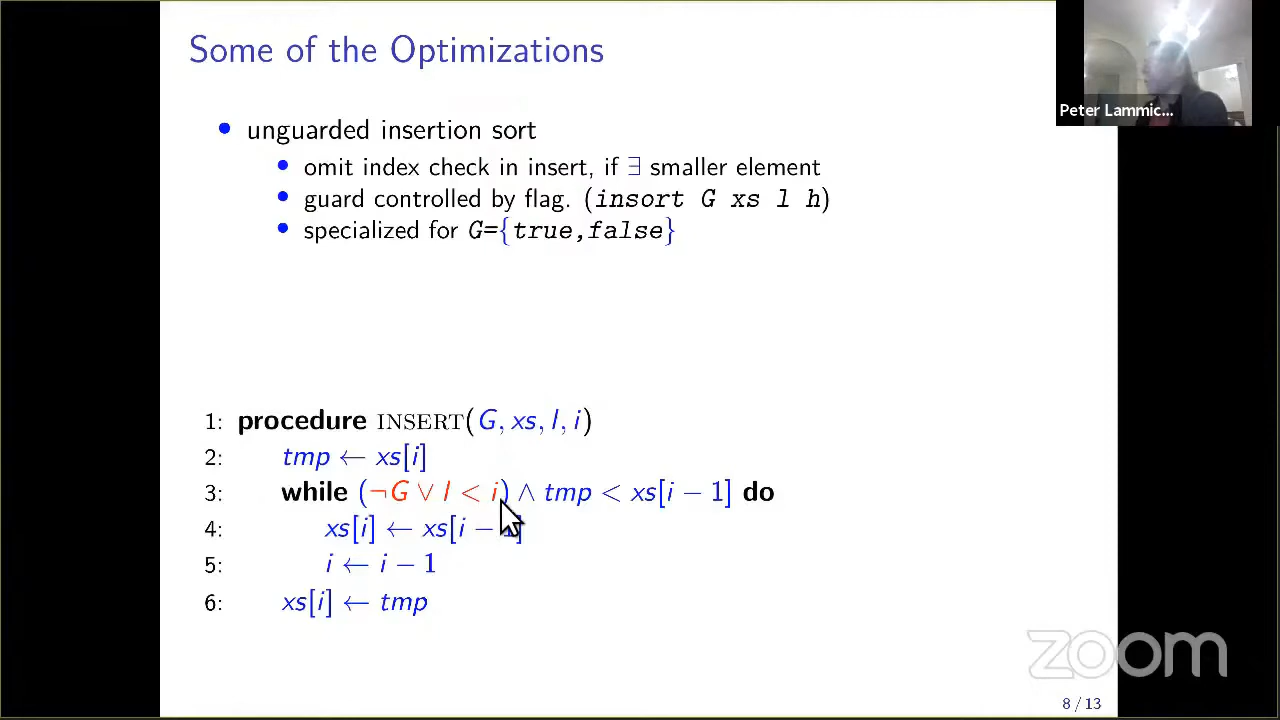 Some of the Optimizations
Peter Lammic...
• unguarded insertion sort
• omit index check in insert, if ∃ smaller element
• guard controlled by flag. (insort G xs l h)
• specialized for G={true,false}
1: procedure INSERT(G, xs, l, i)
2: tmp ← xs[i]
3: while (¬G ∨ l < i) ∧ tmp < xs[i − 1] do
4: xs[i] ← xs[i − 1]
5: i ← i − 1
6: xs[i] ← tmp
zoom
8 / 13